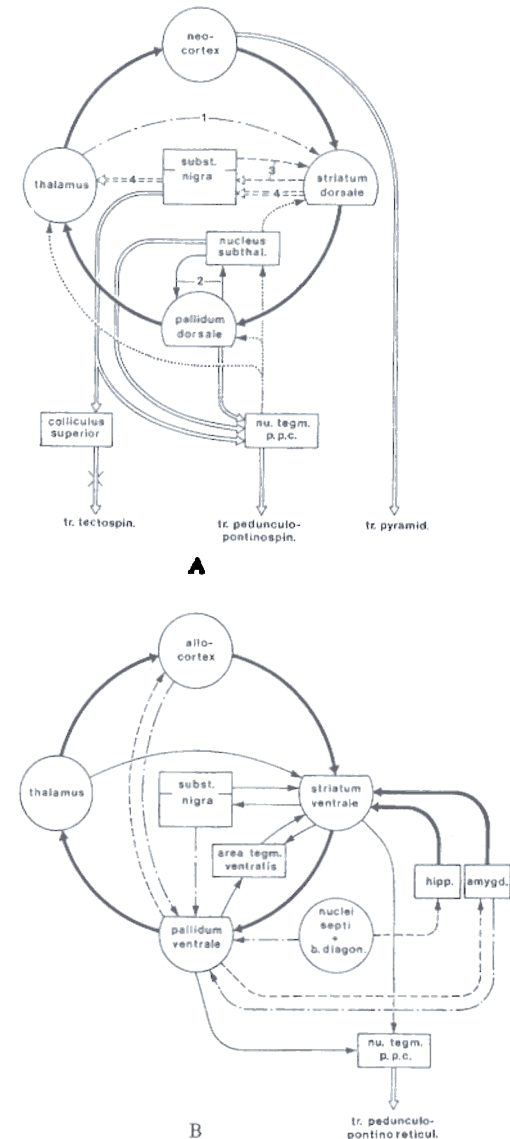 neo-
cortex
1
subst.
nigra
3
4
4
thalamus
striatum
dorsale
nucleus
subthal.
2
pallidum
dorsale
colliculus
superior
nu. tegm.
p.p.c.
tr. tectospin.
tr. pedunculo-
pontinospin.
tr. pyramid.
A
allo-
cortex
thalamus
subst.
nigra
striatum
ventrale
area tegm.
ventralis
hipp.
amygd.
nuclei
septi
+
b. diagon.
pallidum
ventrale
nu. tegm.
p.p.c.
tr. pedunculo-
pontinoreticul.
B